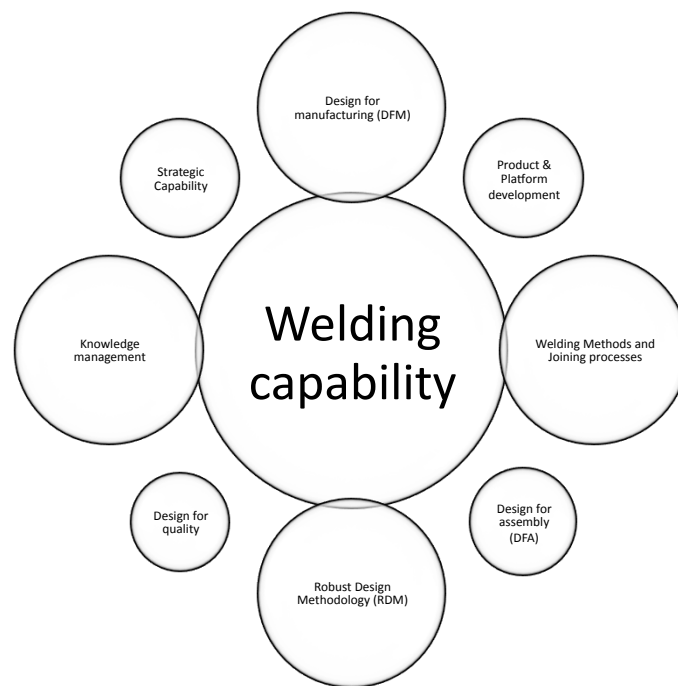 Design for
manufacturing (DFM)
Strategic
Capability
Product &
Platform
development
Welding
capability
Knowledge
management
Welding Methods and
Joining processes
Design for
quality
Design for
assembly
(DFA)
Robust Design
Methodology (RDM)